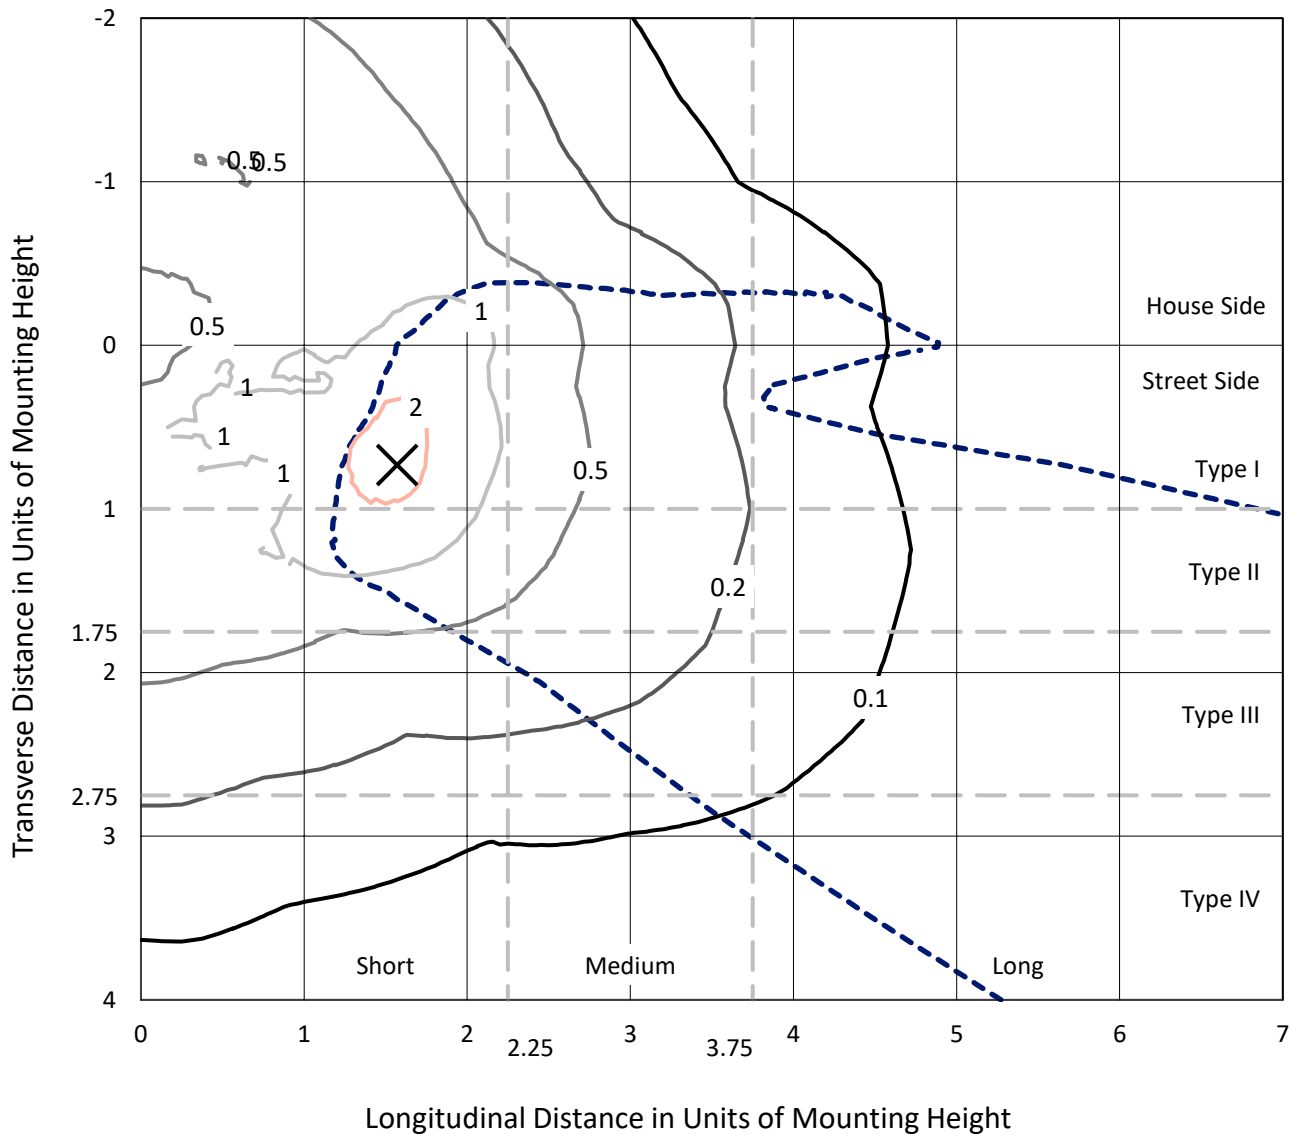 -2
0.5
0.5
-1
House Side
1
0.5
0
Street Side
1
2
1
Type I
0.5
1
1
Type II
0.2
1.75
2
0.1
Type III
2.75
3
Type IV
Short
Medium
Long
4
0
1
2
3
4
5
6
7
2.25
3.75
Transverse Distance in Units of Mounting Height
Longitudinal Distance in Units of Mounting Height